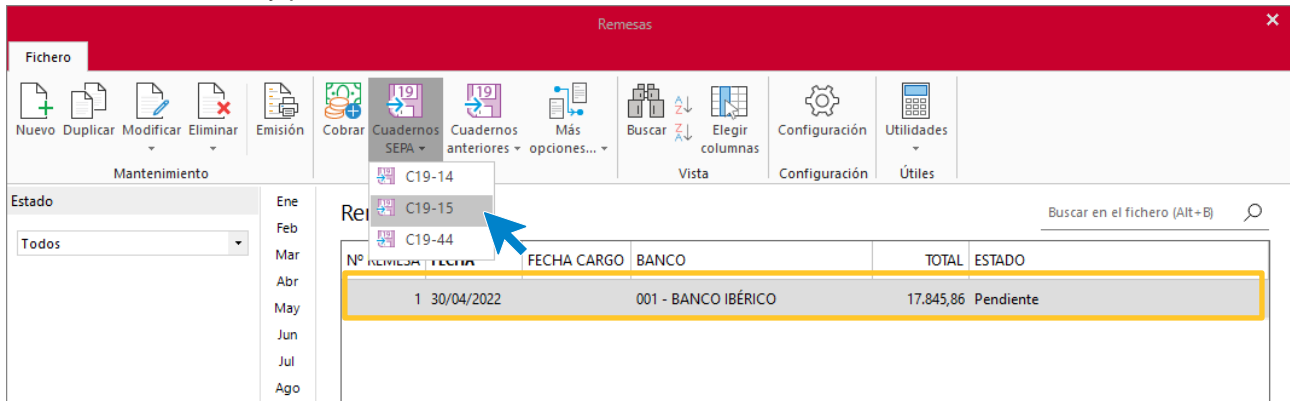 Remesas
Fichero
Nuevo Duplicar Modificar Eliminar Emisión Cobrar Cuadernos SEPA Cuadernos anteriores Más opciones... Buscar Elegir columnas Configuración Utilidades
Mantenimiento Vista Configuración Útiles
C19-14
C19-15
C19-44
Estado
Todos
Ene
Feb
Mar
Abr
May
Jun
Jul
Ago
Buscar en el fichero (Alt+B)
Nº REMESA FECHA FECHA CARGO BANCO TOTAL ESTADO
1 30/04/2022 001 - BANCO IBÉRICO 17.845,86 Pendiente